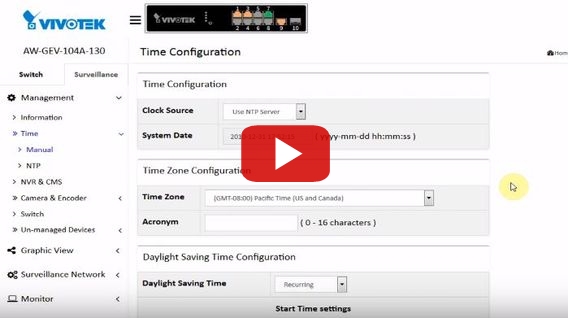 VIVOTEK
VIVOTEK
1 2 3 4 5 6 7 8 9 10
AW-GEV-104A-130
Time Configuration
Hom
Switch
Surveillance
Management
Information
Time
Manual
NTP
NVR & CMS
Camera & Encoder
Switch
Un-managed Devices
Graphic View
Surveillance Network
Monitor
Time Configuration
Clock Source
Use NTP Server
System Date
( yyyy-mm-dd hh:mm:ss )
Time Zone Configuration
Time Zone
(GMT-08:00) Pacific Time (US and Canada)
Acronym
( 0 - 16 characters )
Daylight Saving Time Configuration
Daylight Saving Time
Recurring
Start Time settings